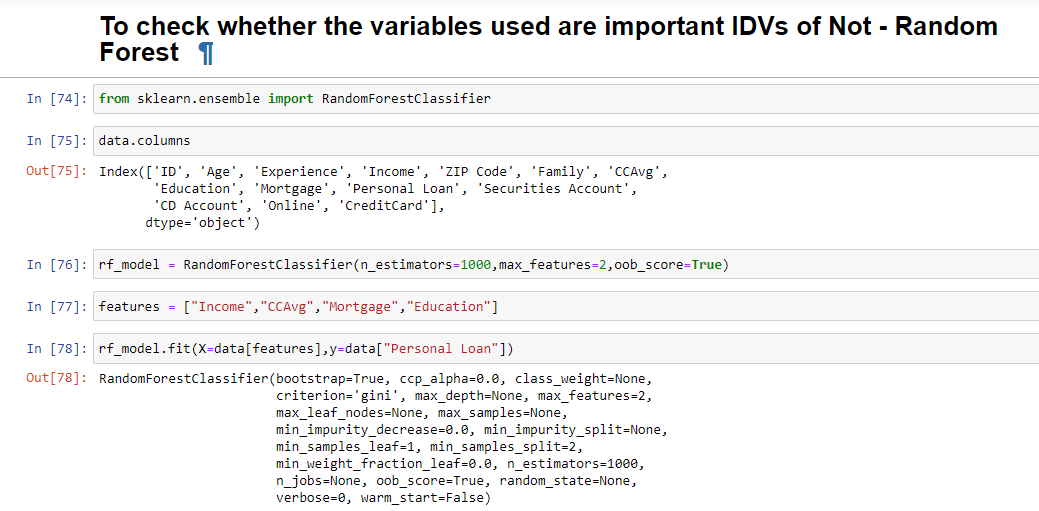 To check whether the variables used are important IDVs of Not - Random
Forest ¶
In [74]: from sklearn.ensemble import RandomForestClassifier
In [75]: data.columns
Out[75]: Index(['ID', 'Age', 'Experience', 'Income', 'ZIP Code', 'Family', 'CCAvg',
'Education', 'Mortgage', 'Personal Loan', 'Securities Account',
'CD Account', 'Online', 'CreditCard'],
dtype='object')
In [76]: rf_model = RandomForestClassifier(n_estimators=1000,max_features=2,oob_score=True)
In [77]: features = ["Income","CCAvg","Mortgage","Education"]
In [78]: rf_model.fit(X=data[features],y=data["Personal Loan"])
Out[78]: RandomForestClassifier(bootstrap=True, ccp_alpha=0.0, class_weight=None,
criterion='gini', max_depth=None, max_features=2,
max_leaf_nodes=None, max_samples=None,
min_impurity_decrease=0.0, min_impurity_split=None,
min_samples_leaf=1, min_samples_split=2,
min_weight_fraction_leaf=0.0, n_estimators=1000,
n_jobs=None, oob_score=True, random_state=None,
verbose=0, warm_start=False)